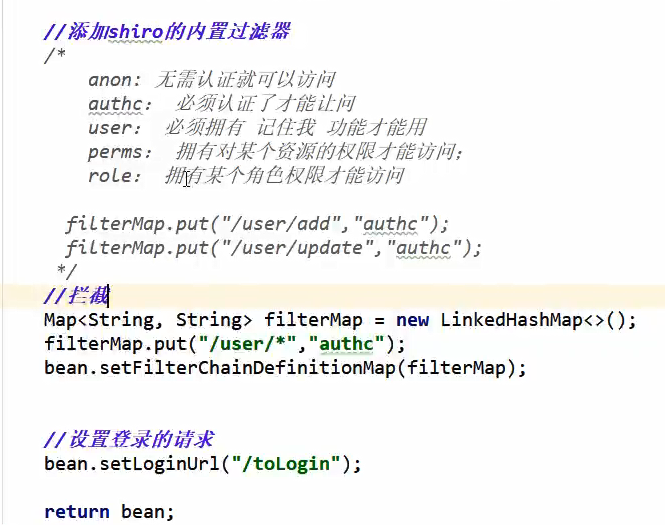 //添加shiro的内置过滤器
/*
anon: 无需认证就可以访问
authc: 必须认证了才能让问
user: 必须拥有 记住我 功能才能用
perms: 拥有对某个资源的权限才能访问;
role: 拥有某个角色权限才能访问
filterMap.put("/user/add","authc");
filterMap.put("/user/update","authc");
*/
//拦截
Map<String, String> filterMap = new LinkedHashMap<>();
filterMap.put("/user/*","authc");
bean.setFilterChainDefinitionMap(filterMap);
//设置登录的请求
bean.setLoginUrl("/toLogin");
return bean;